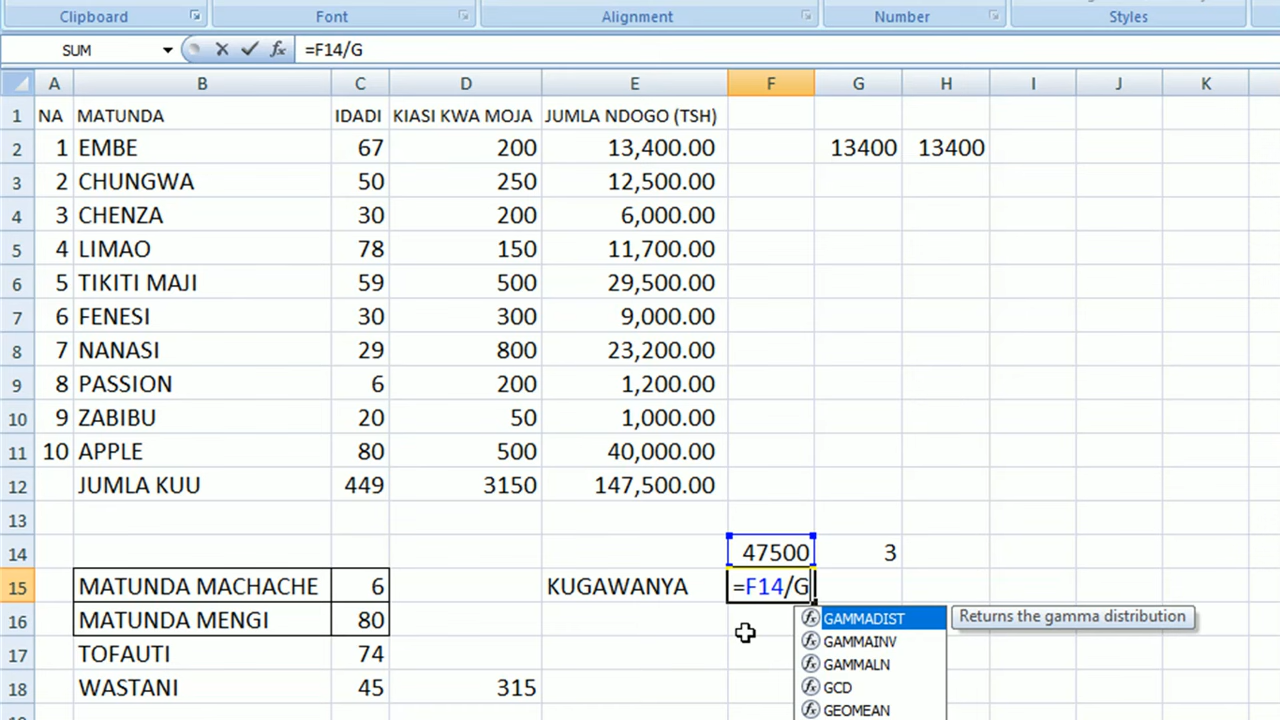 Clipboard Font Alignment Number Styles
SUM =F14/G
A B C D E F G H I J K
1 NA MATUNDA IDADI KIASI KWA MOJA JUMLA NDOGO (TSH)
2 1 EMBE 67 200 13,400.00 13400 13400
3 2 CHUNGWA 50 250 12,500.00
4 3 CHENZA 30 200 6,000.00
5 4 LIMAO 78 150 11,700.00
6 5 TIKITI MAJI 59 500 29,500.00
7 6 FENESI 30 300 9,000.00
8 7 NANASI 29 800 23,200.00
9 8 PASSION 6 200 1,200.00
10 9 ZABIBU 20 50 1,000.00
11 10 APPLE 80 500 40,000.00
12 JUMLA KUU 449 3150 147,500.00
13
14 47500 3
15 MATUNDA MACHACHE 6 KUGAWANYA =F14/G
16 MATUNDA MENGI 80 GAMMADIST Returns the gamma distribution
GAMMAINV
17 TOFAUTI 74 GAMMALN
18 WASTANI 45 315 GCD
GEOMEAN